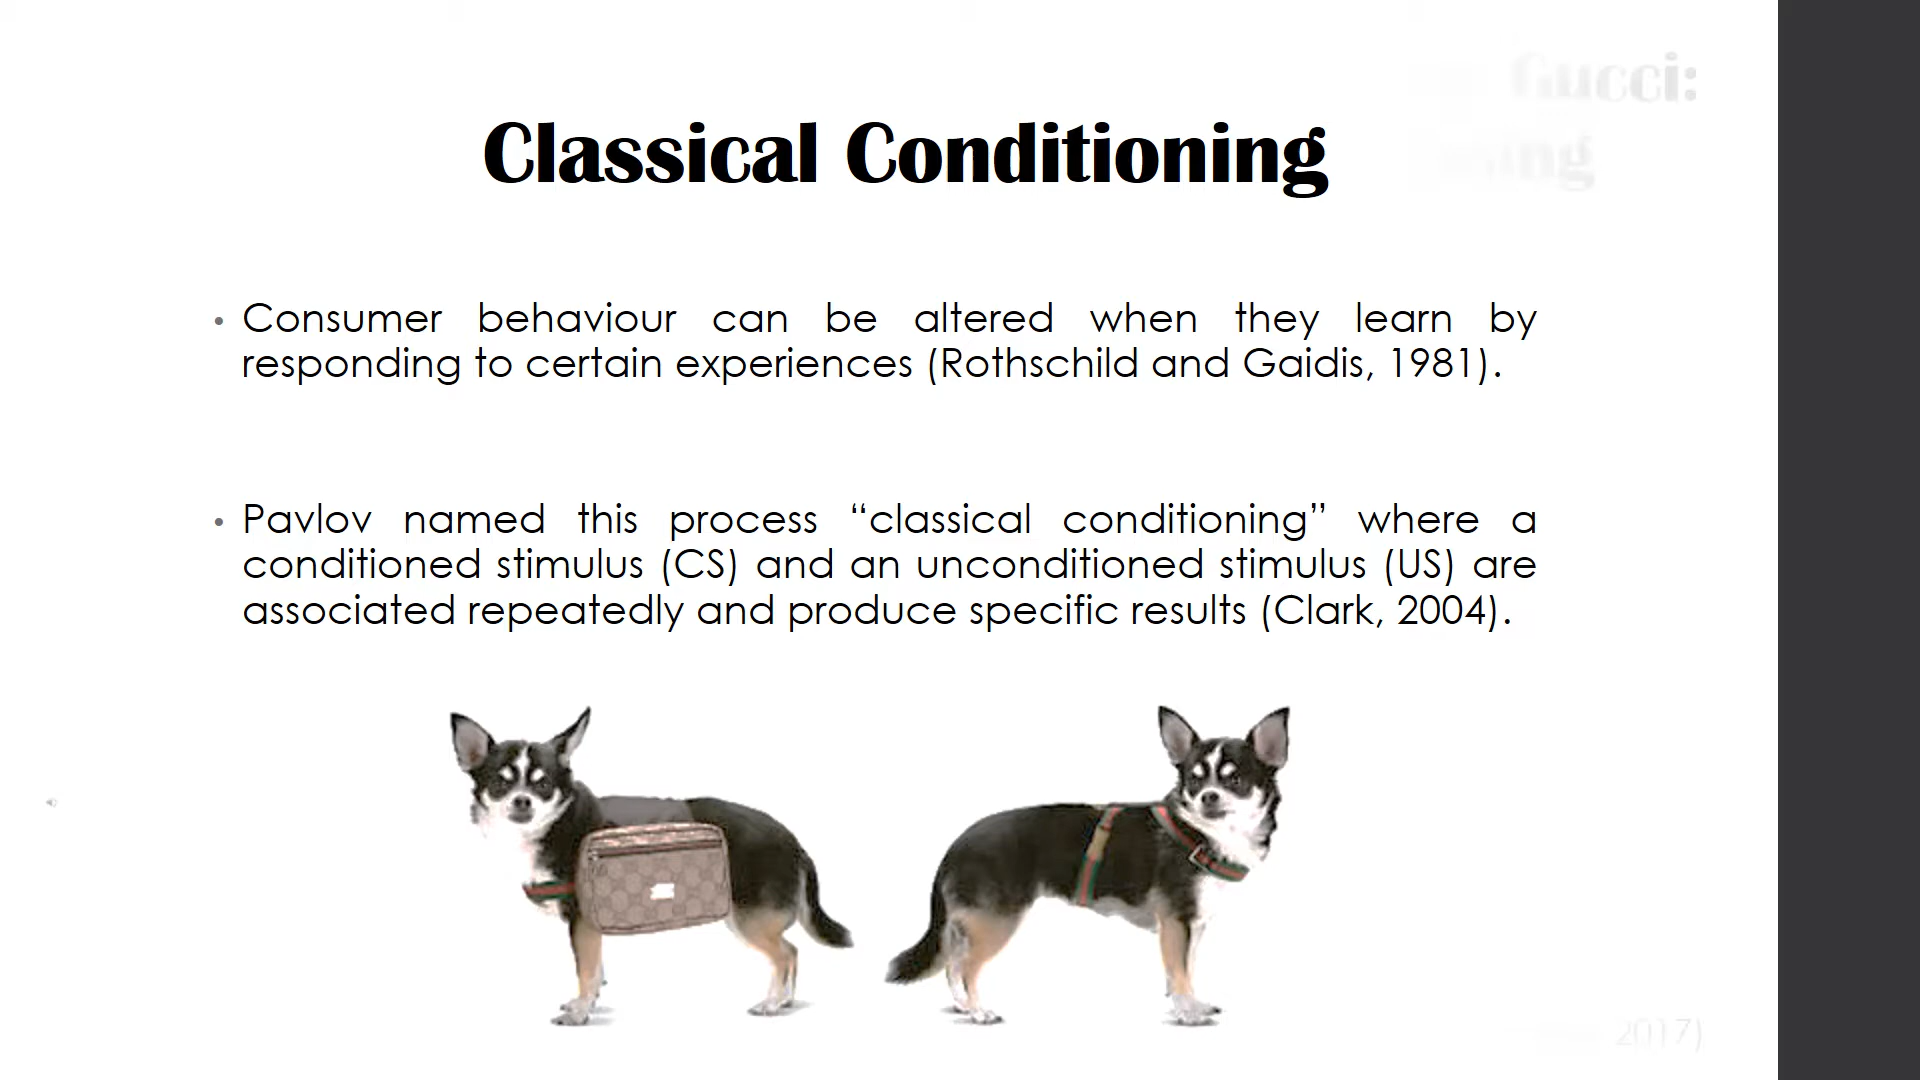 Gucci:
Classical Conditioning
• Consumer behaviour can be altered when they learn by
responding to certain experiences (Rothschild and Gaidis, 1981).
• Pavlov named this process “classical conditioning” where a
conditioned stimulus (CS) and an unconditioned stimulus (US) are
associated repeatedly and produce specific results (Clark, 2004).
2017)